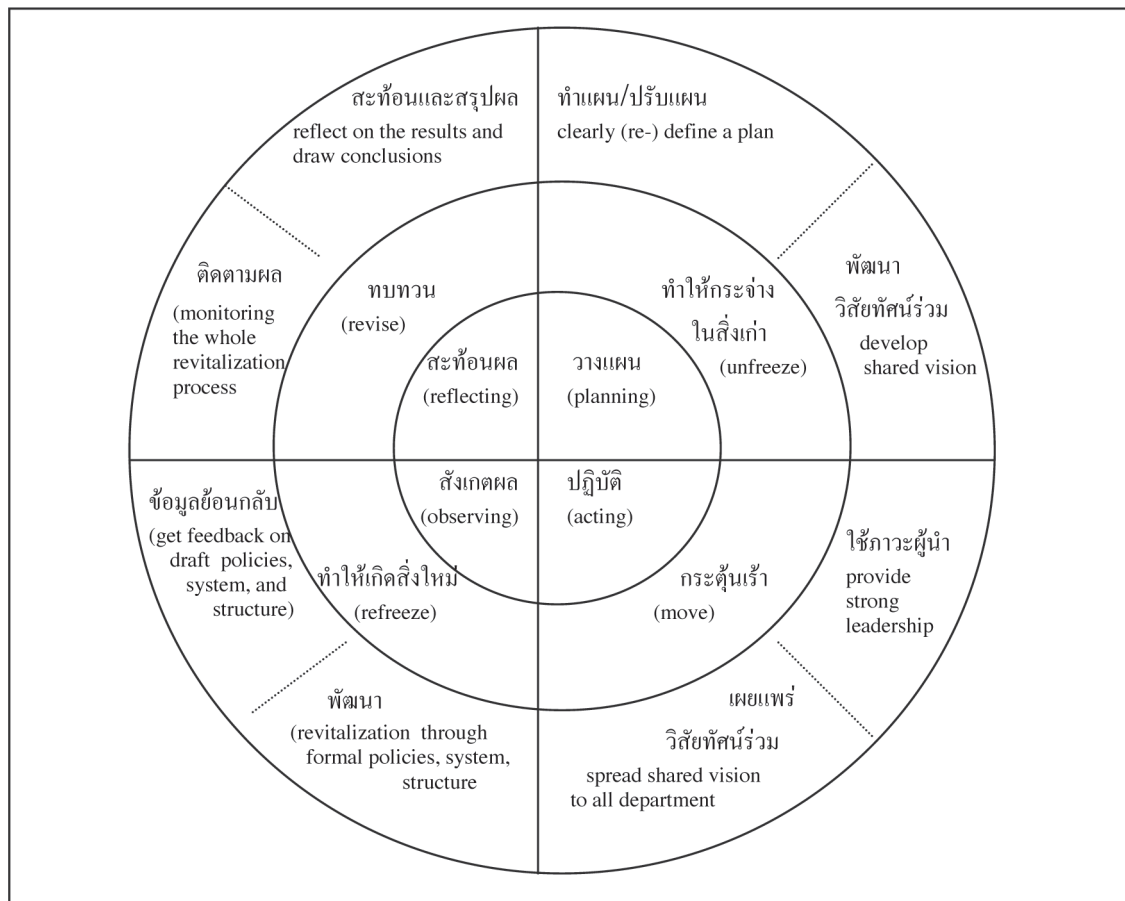 สะท้อนและสรุปผล
reflect on the results and
draw conclusions
ทำแผน/ปรับแผน
clearly (re-) define a plan
ติดตามผล
(monitoring
the whole
revitalization
process
ทบทวน
(revise)
ทำให้กระจ่าง
ในสิ่งเก่า
(unfreeze)
พัฒนา
วิสัยทัศน์ร่วม
develop
shared vision
สะท้อนผล
(reflecting)
วางแผน
(planning)
สังเกตผล
(observing)
ปฏิบัติ
(acting)
ข้อมูลย้อนกลับ
(get feedback on
draft policies,
system, and
structure)
ทำให้เกิดสิ่งใหม่
(refreeze)
กระตุ้นเร้า
(move)
ใช้ภาวะผู้นำ
provide
strong
leadership
พัฒนา
(revitalization through
formal policies, system,
structure
เผยแพร่
วิสัยทัศน์ร่วม
spread shared vision
to all department